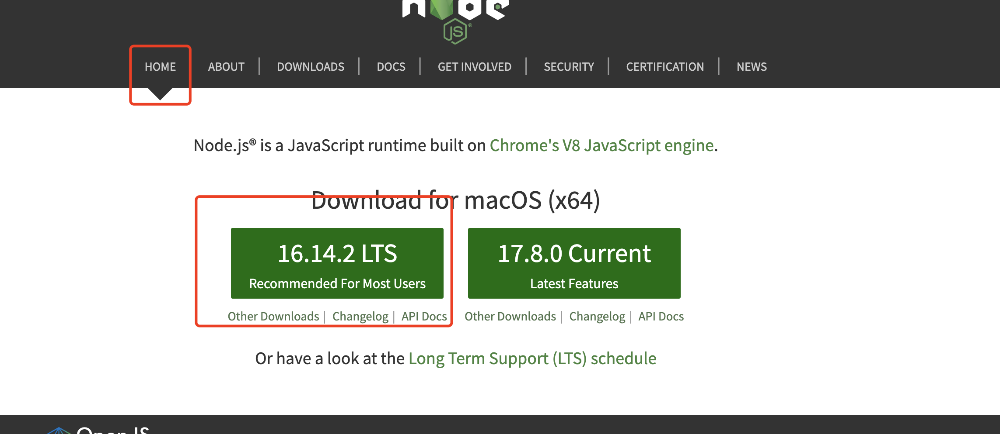 node
JS®
HOME ABOUT DOWNLOADS DOCS GET INVOLVED SECURITY CERTIFICATION NEWS
Node.js® is a JavaScript runtime built on Chrome's V8 JavaScript engine.
Download for macOS (x64)
16.14.2 LTS
Recommended For Most Users
17.8.0 Current
Latest Features
Other Downloads | Changelog | API Docs
Other Downloads | Changelog | API Docs
Or have a look at the Long Term Support (LTS) schedule
OpenJS